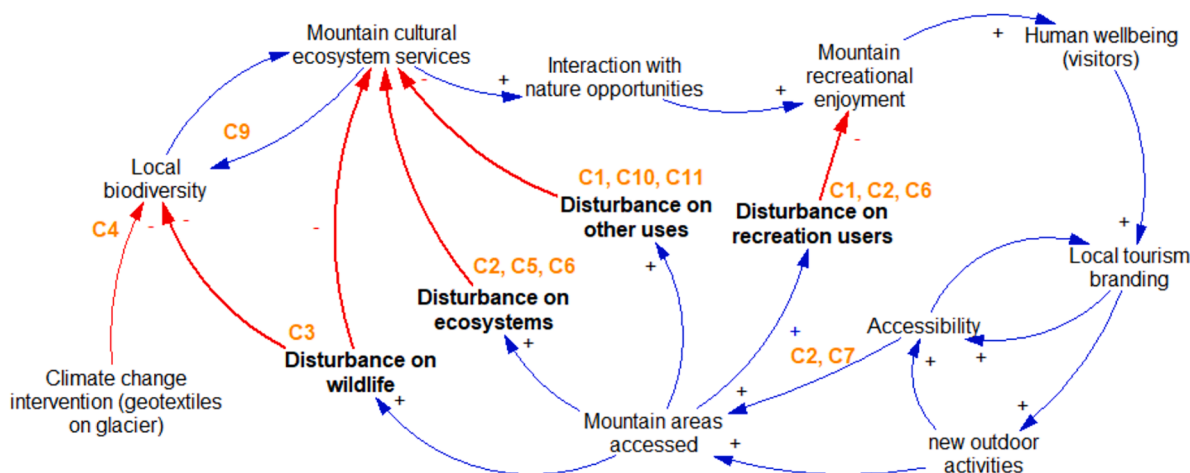 Mountain cultural
ecosystem services
Interaction with
nature opportunities
Mountain
recreational
enjoyment
Human wellbeing
(visitors)
+
+
+
-
C9
Local
biodiversity
C4
-
-
-
-
C1, C10, C11
Disturbance on
other uses
C1, C2, C6
Disturbance on
recreation users
+
Local tourism
branding
C2, C5, C6
Disturbance on
ecosystems
+
+
Accessibility
C3
Disturbance on
wildlife
+
C2, C7
+
+
Climate change
intervention (geotextiles
on glacier)
+
Mountain areas
accessed
+
+
+
new outdoor
activities